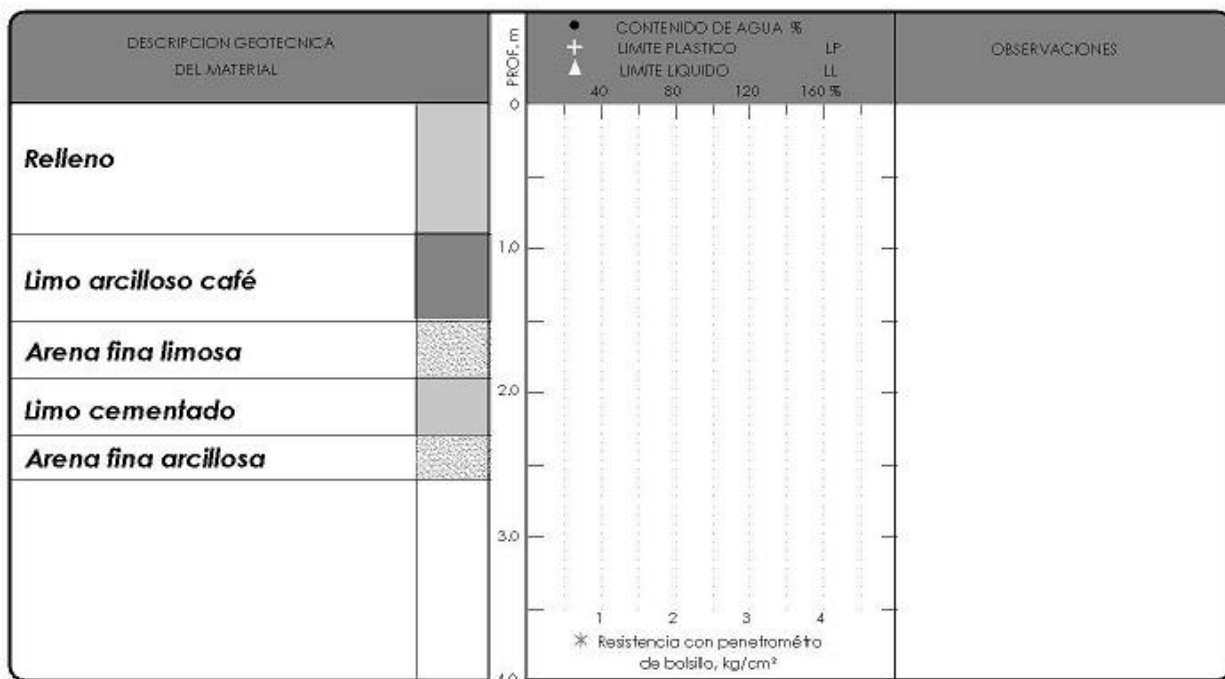 DESCRIPCION GEOTECNICA
DEL MATERIAL
PROF. m
CONTENIDO DE AGUA %
LIMITE PLASTICO LP
LIMITE LIQUIDO LL
40 80 120 160 %
OBSERVACIONES
0
Relleno
1.0
Limo arcilloso café
Arena fina limosa
2.0
Limo cementado
Arena fina arcillosa
3.0
1 2 3 4
Resistencia con penetrométro
de bolsillo, kg/cm²
4.0